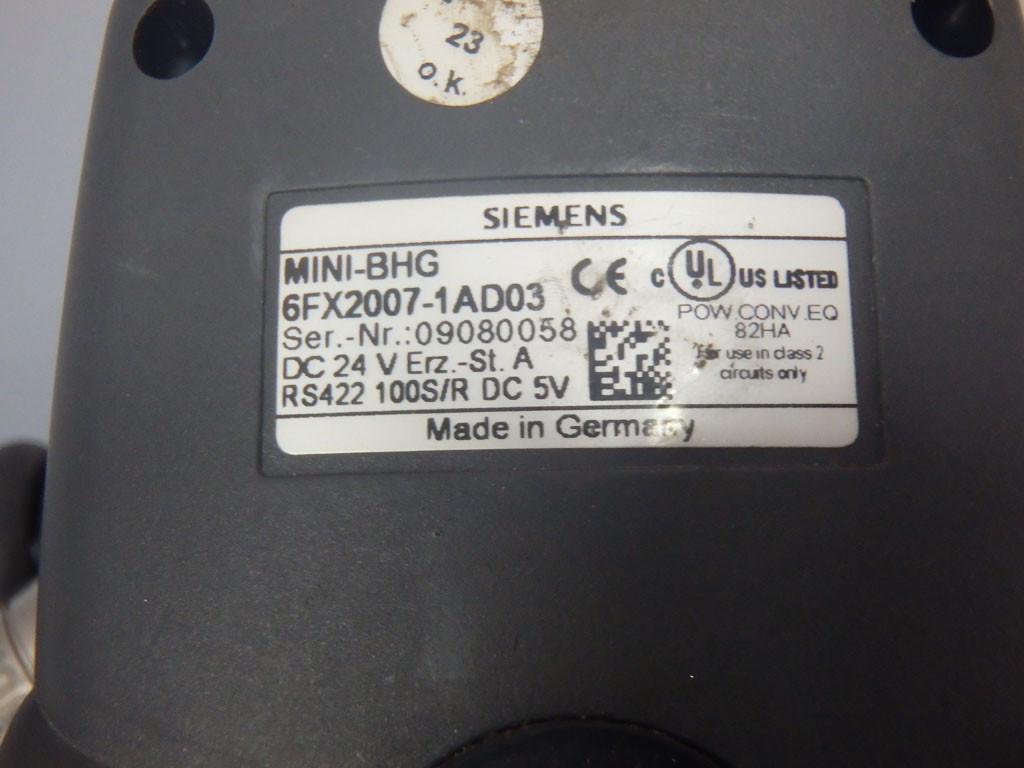 23
o.k.
SIEMENS
MINI-BHG
6FX2007-1AD03
Ser.-Nr.:09080058
DC 24 V Erz.-St. A
RS422 100S/R DC 5V
CE
c UL US LISTED
POW.CONV.EQ
82HA
For use in class 2
circuits only
Made in Germany